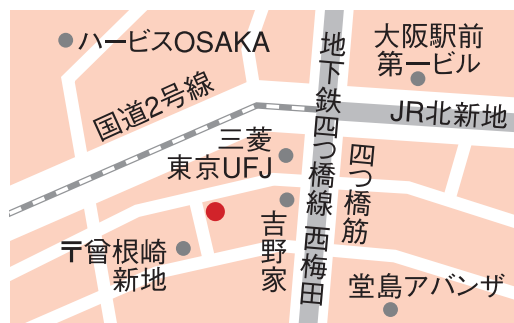 ハービスOSAKA
大阪駅前
第一ビル
国道2号線
地下鉄四つ橋線 西梅田
JR北新地
三菱
東京UFJ
四つ橋筋
吉野家
〒曾根崎
新地
堂島アバンザ